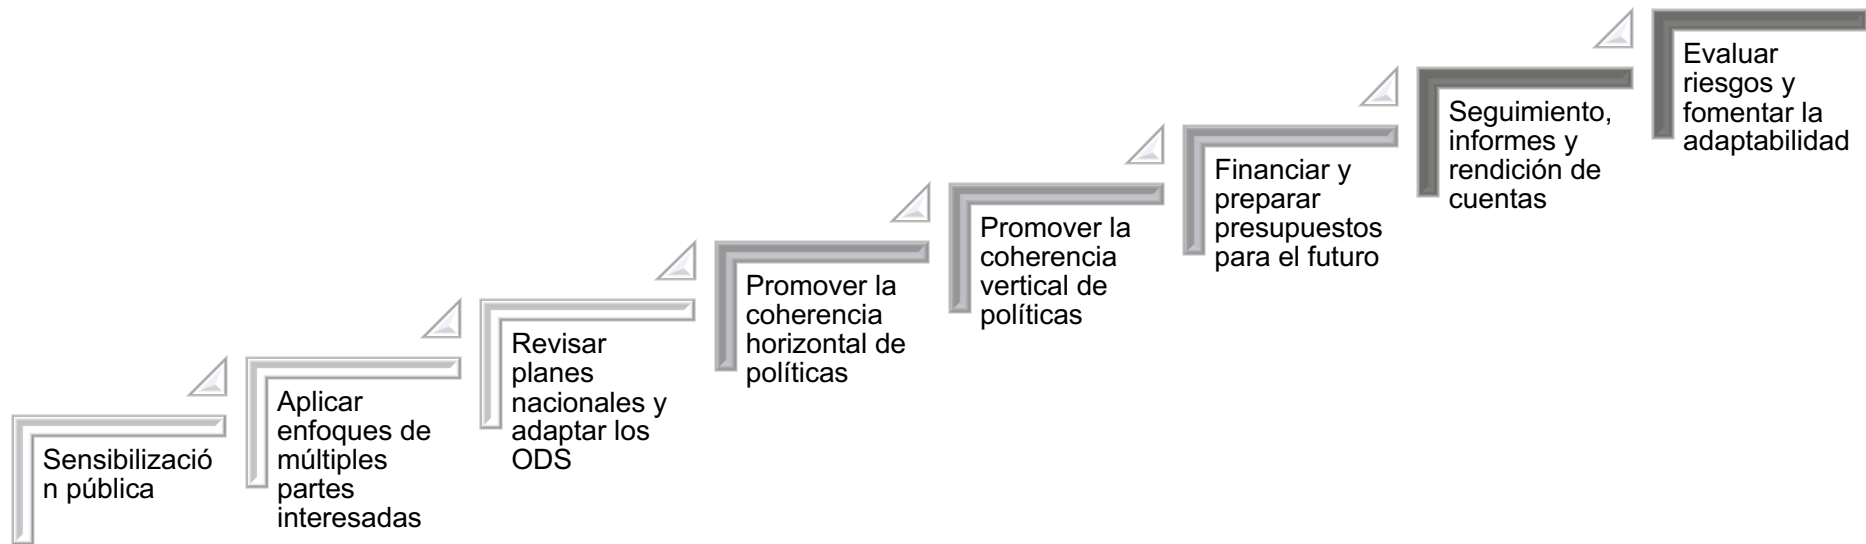 Sensibilizació
n pública
Aplicar
enfoques de
múltiples
partes
interesadas
Revisar
planes
nacionales y
adaptar los
ODS
Promover la
coherencia
horizontal de
políticas
Promover la
coherencia
vertical de
políticas
Financiar y
preparar
presupuestos
para el futuro
Seguimiento,
informes y
rendición de
cuentas
Evaluar
riesgos y
fomentar la
adaptabilidad